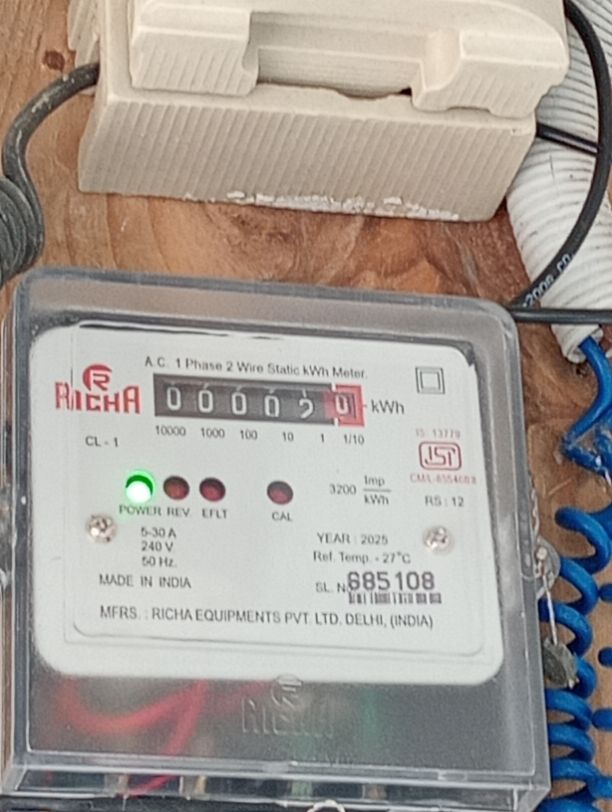 A.C. 1 Phase 2 Wire Static kWh Meter.
RICHA
0 0 0 0 2 0 kWh
10000 1000 100 10 1 1/10
CL - 1
IS: 13779
ISI
3200 Imp/kWh
RS : 12
POWER REV. EFLT CAL
5-30 A
240 V
50 Hz.
YEAR : 2025
Ref. Temp. - 27°C
MADE IN INDIA
SL. No 685108
MFRS. : RICHA EQUIPMENTS PVT. LTD. DELHI, (INDIA)
RICHA